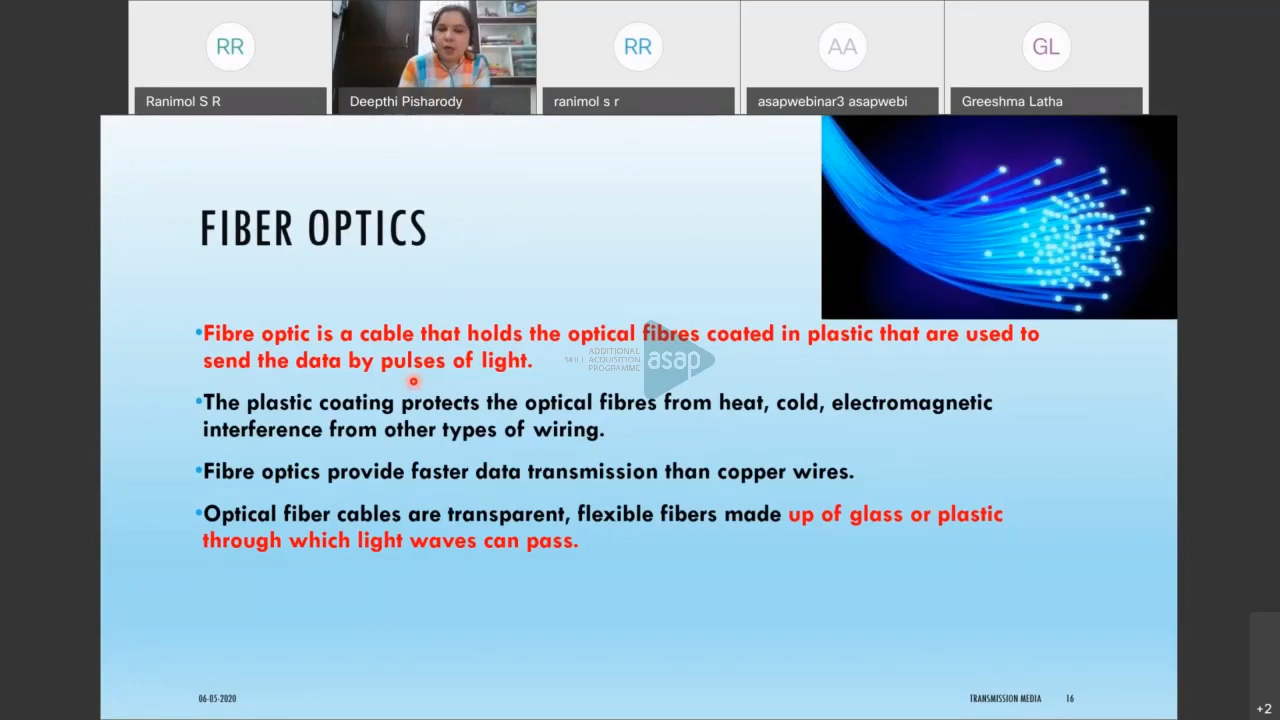 RR
RR
AA
GL
Ranimol S R
Deepthi Pisharody
ranimol s r
asapwebinar3 asapwebi
Greeshma Latha
FIBER OPTICS
•Fibre optic is a cable that holds the optical fibres coated in plastic that are used to
send the data by pulses of light.
ADDITIONAL
SKILL ACQUISITION
PROGRAMME
asap
•The plastic coating protects the optical fibres from heat, cold, electromagnetic
interference from other types of wiring.
•Fibre optics provide faster data transmission than copper wires.
•Optical fiber cables are transparent, flexible fibers made up of glass or plastic
through which light waves can pass.
06-05-2020
TRANSMISSION MEDIA
16
+2